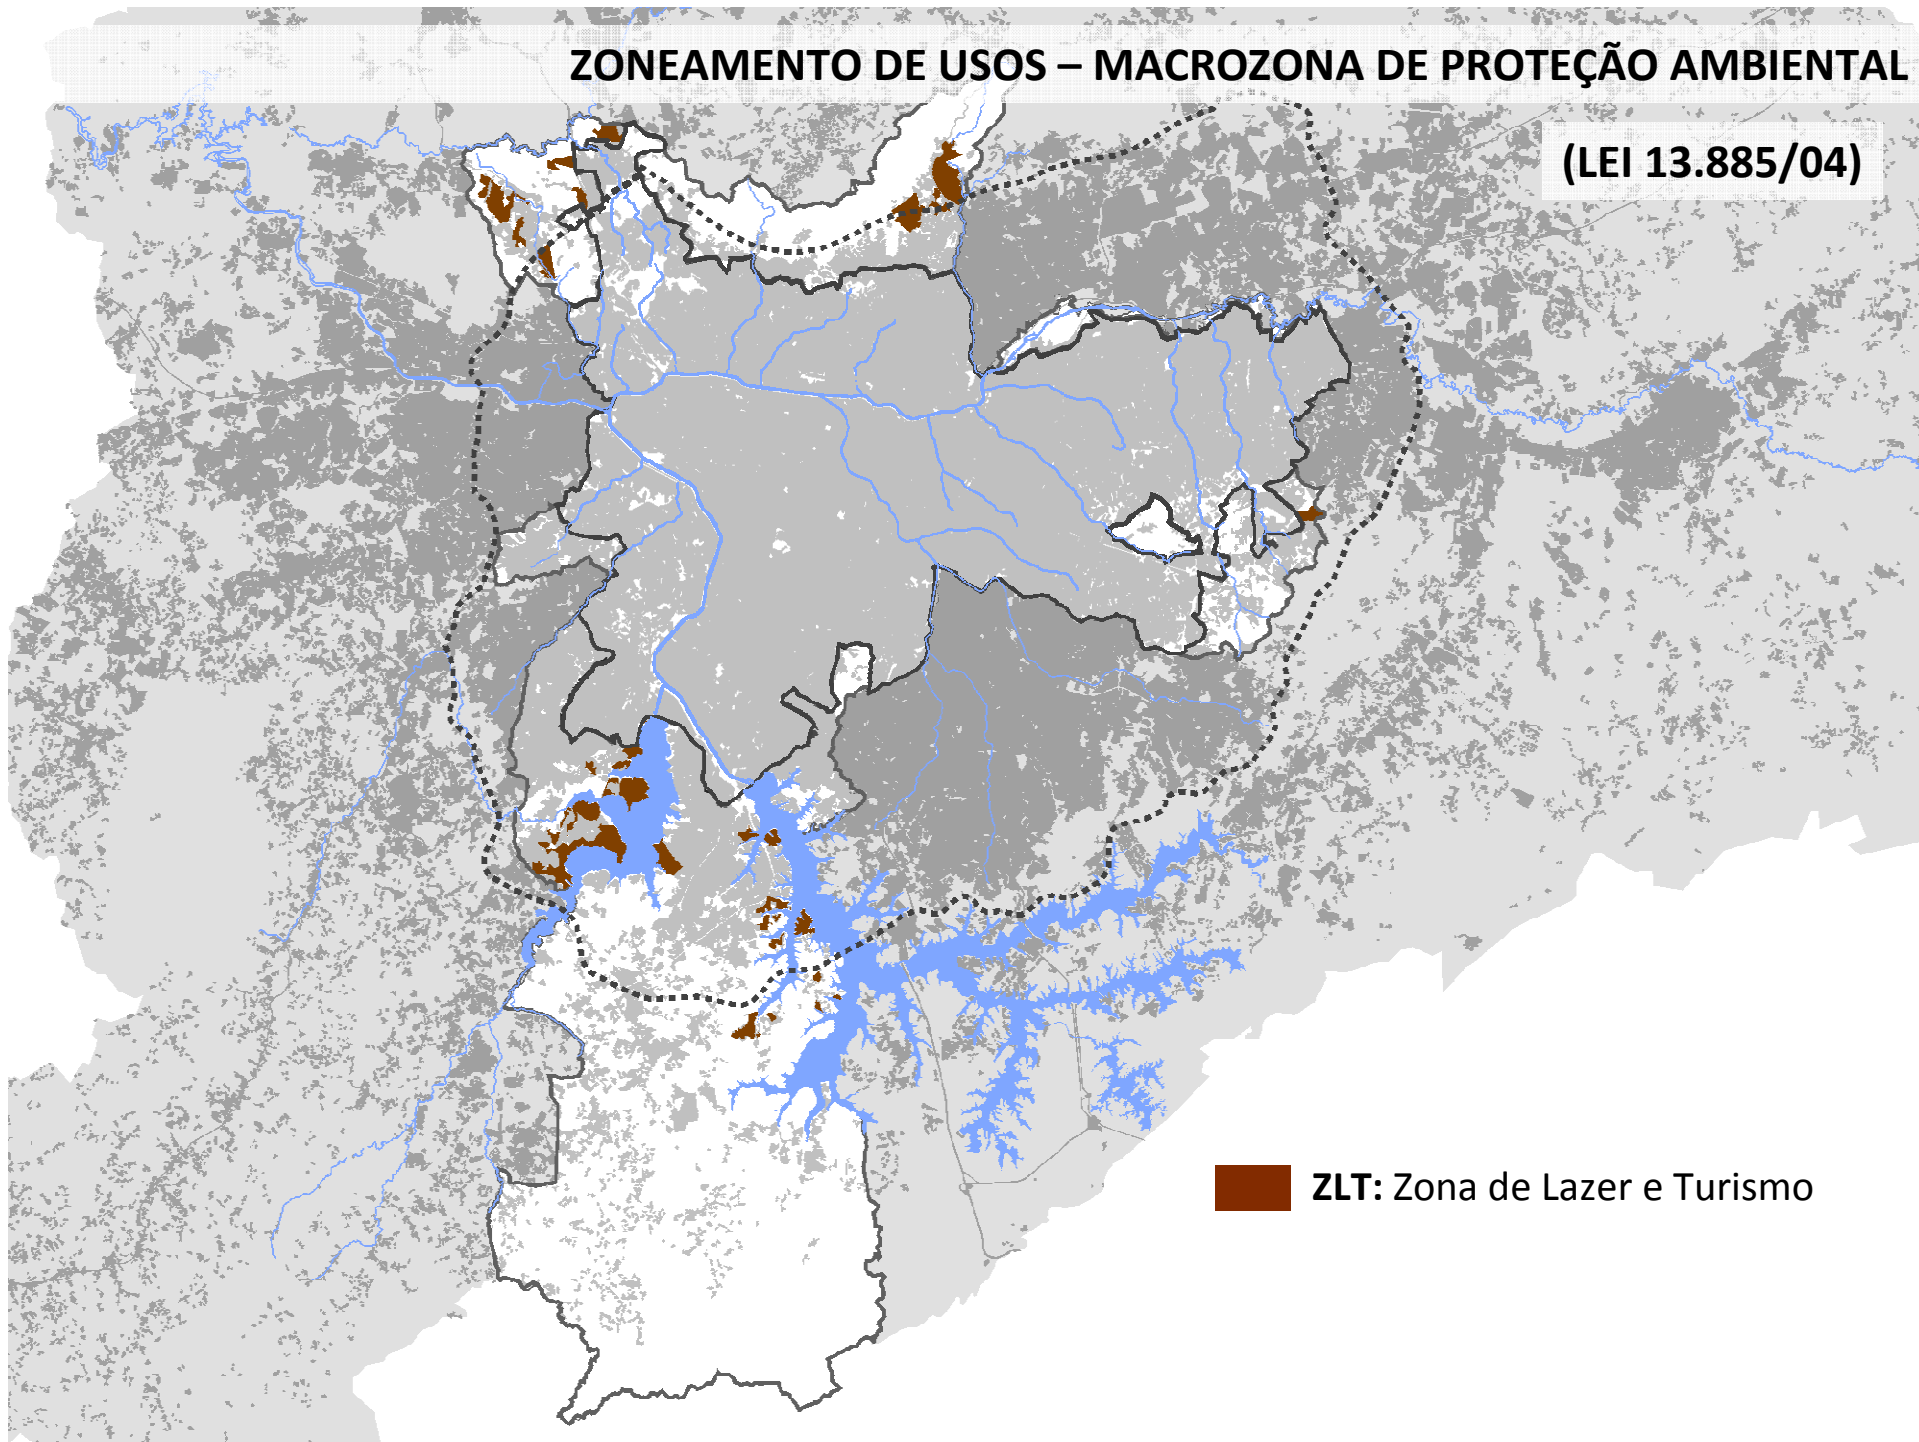 ZONEAMENTO DE USOS – MACROZONA DE PROTEÇÃO AMBIENTAL
(LEI 13.885/04)
ZLT: Zona de Lazer e Turismo